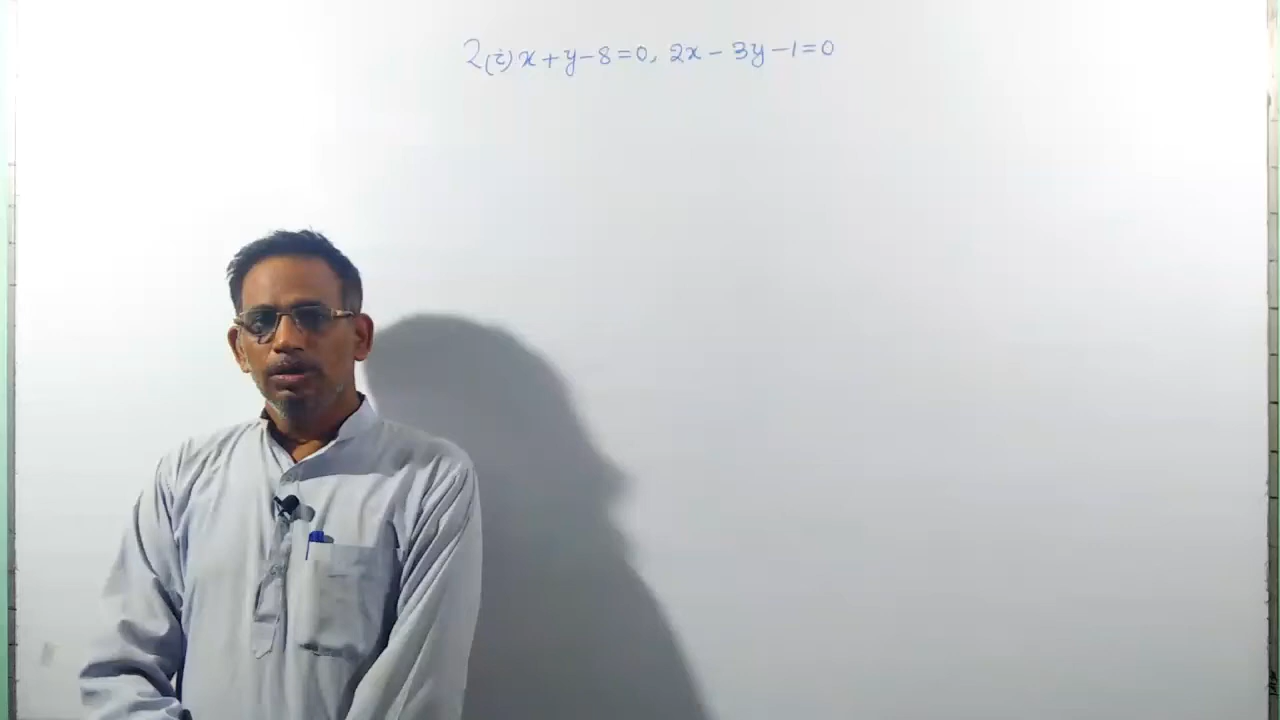 2(i) x + y - 8 = 0, 2x - 3y - 1 = 0